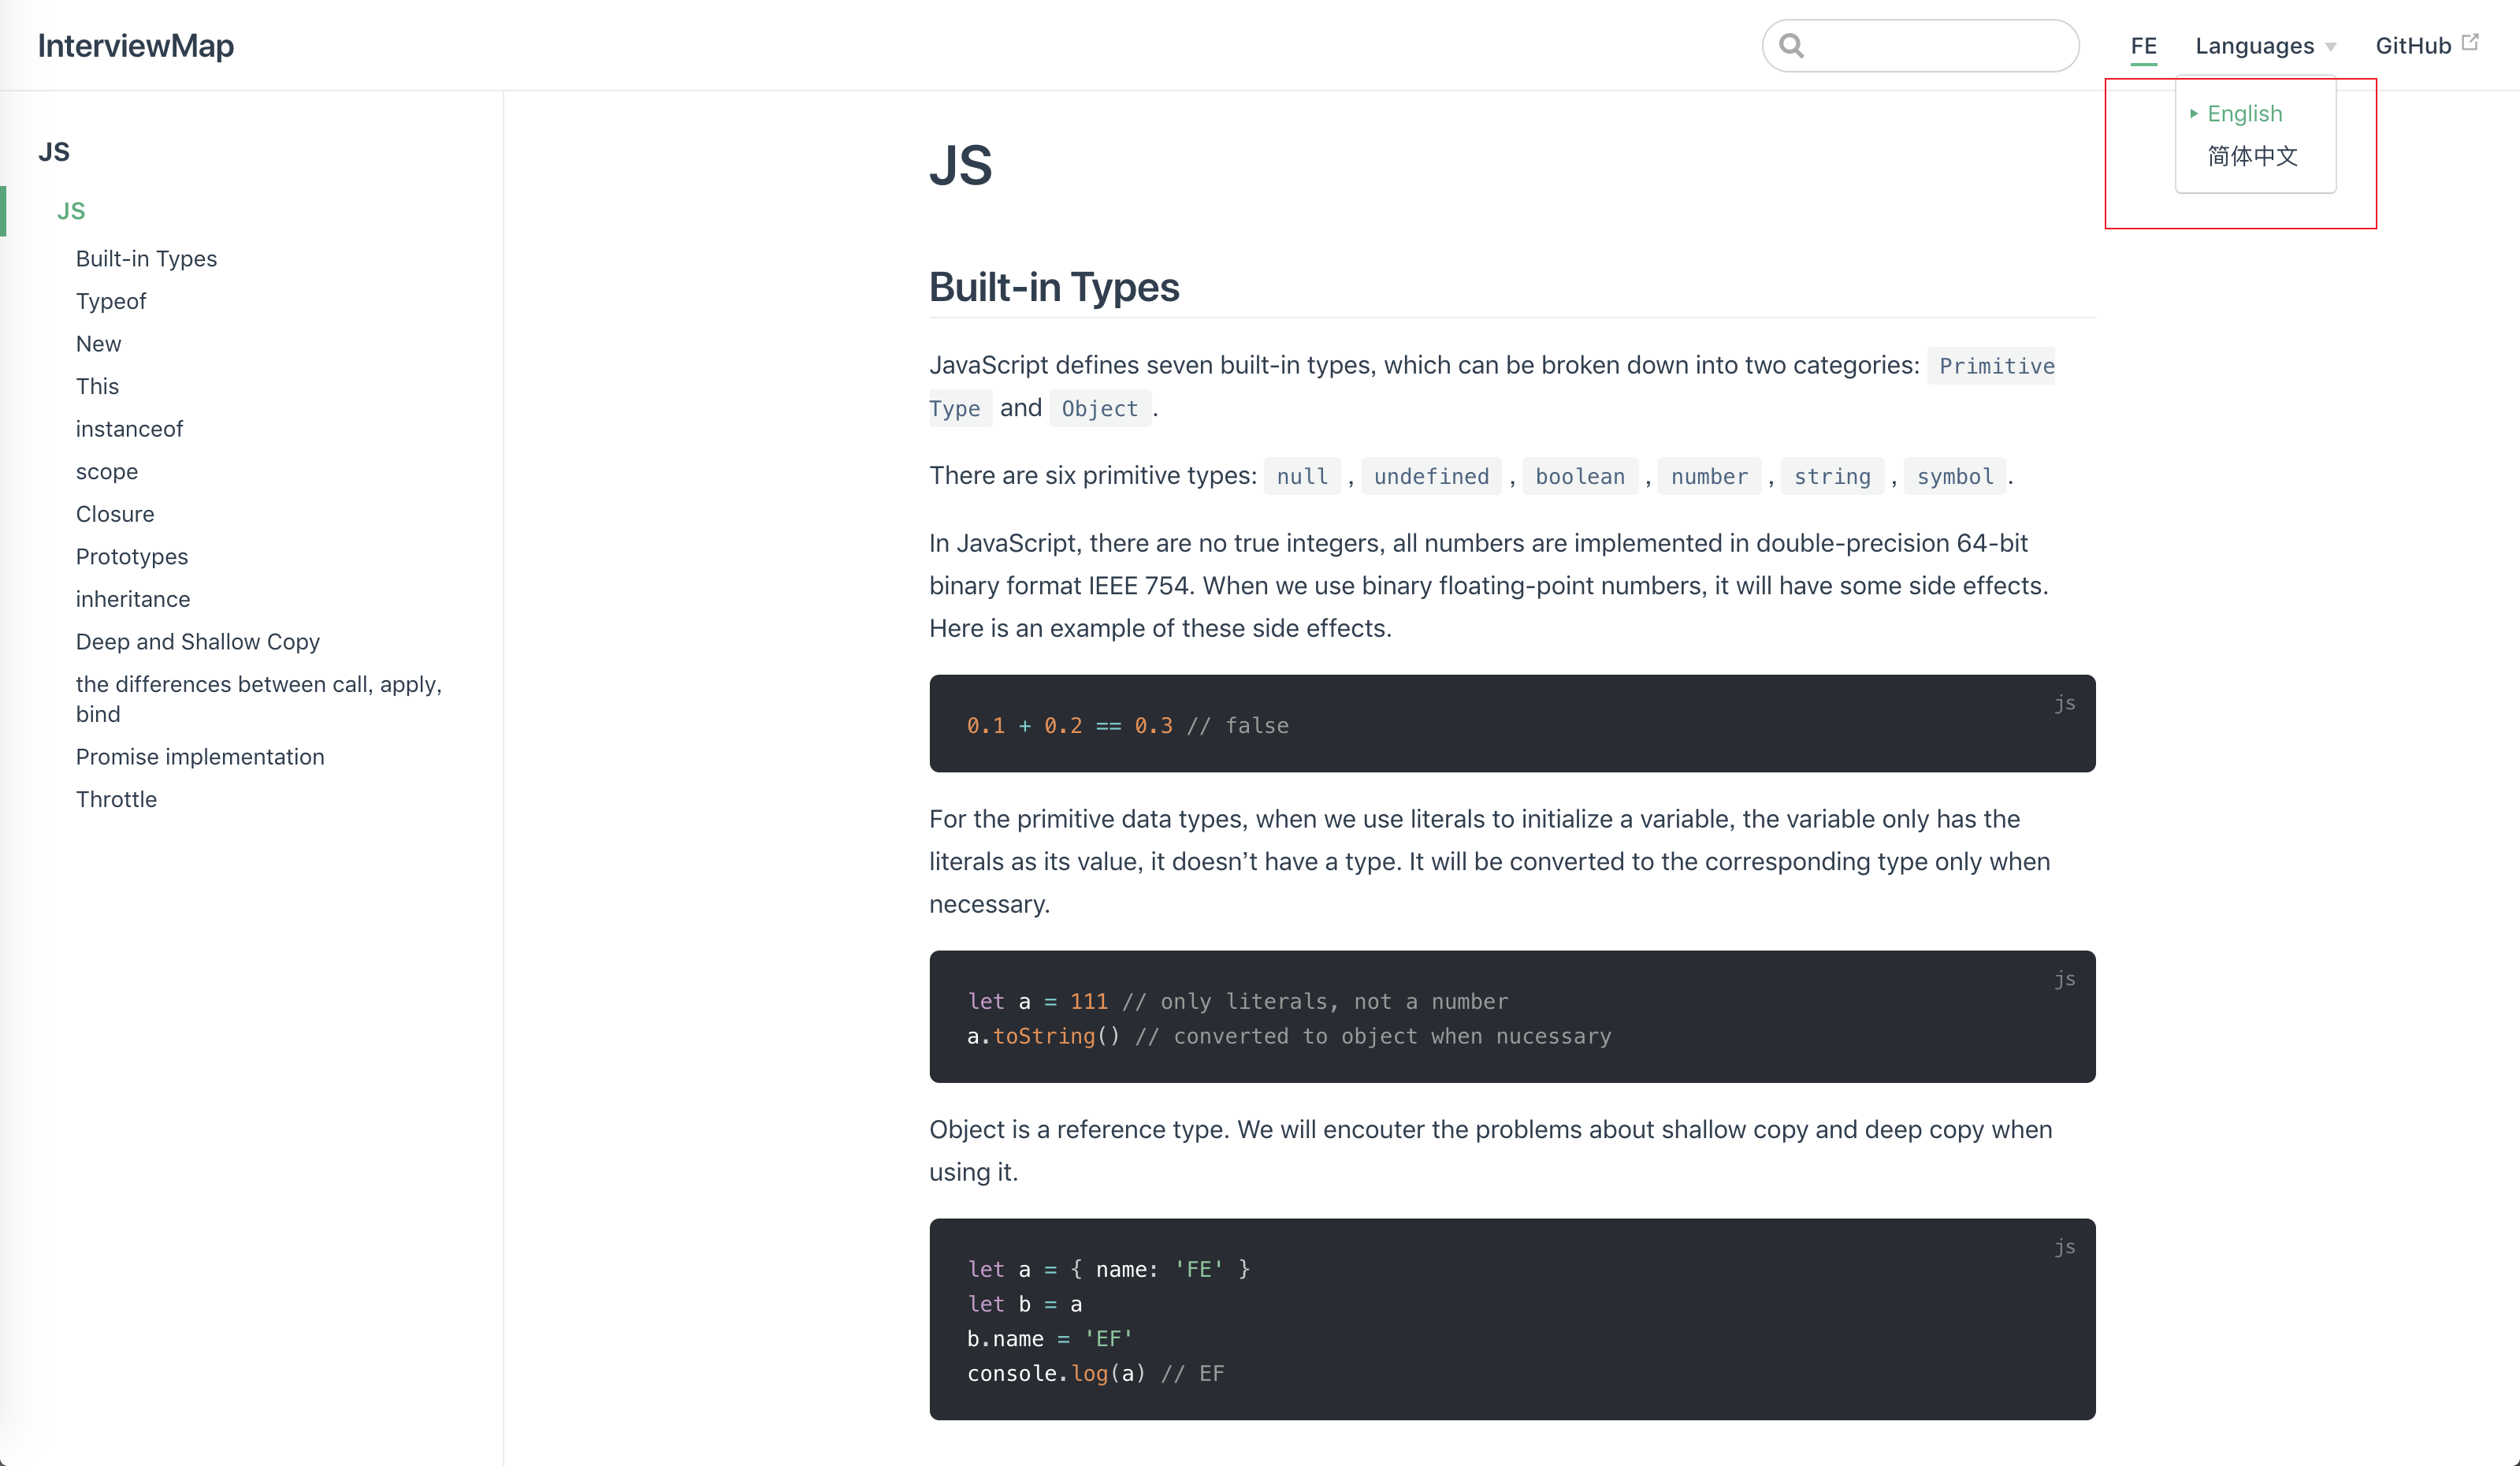 InterviewMap
FE
Languages
GitHub
English
简体中文
JS
JS
Built-in Types
Typeof
New
This
instanceof
scope
Closure
Prototypes
inheritance
Deep and Shallow Copy
the differences between call, apply,
bind
Promise implementation
Throttle
JS
Built-in Types
JavaScript defines seven built-in types, which can be broken down into two categories: Primitive
Type and Object .
There are six primitive types: null , undefined , boolean , number , string , symbol .
In JavaScript, there are no true integers, all numbers are implemented in double-precision 64-bit
binary format IEEE 754. When we use binary floating-point numbers, it will have some side effects.
Here is an example of these side effects.
js
0.1 + 0.2 == 0.3 // false
For the primitive data types, when we use literals to initialize a variable, the variable only has the
literals as its value, it doesn’t have a type. It will be converted to the corresponding type only when
necessary.
js
let a = 111 // only literals, not a number
a.toString() // converted to object when nucessary
Object is a reference type. We will encouter the problems about shallow copy and deep copy when
using it.
js
let a = { name: 'FE' }
let b = a
b.name = 'EF'
console.log(a) // EF